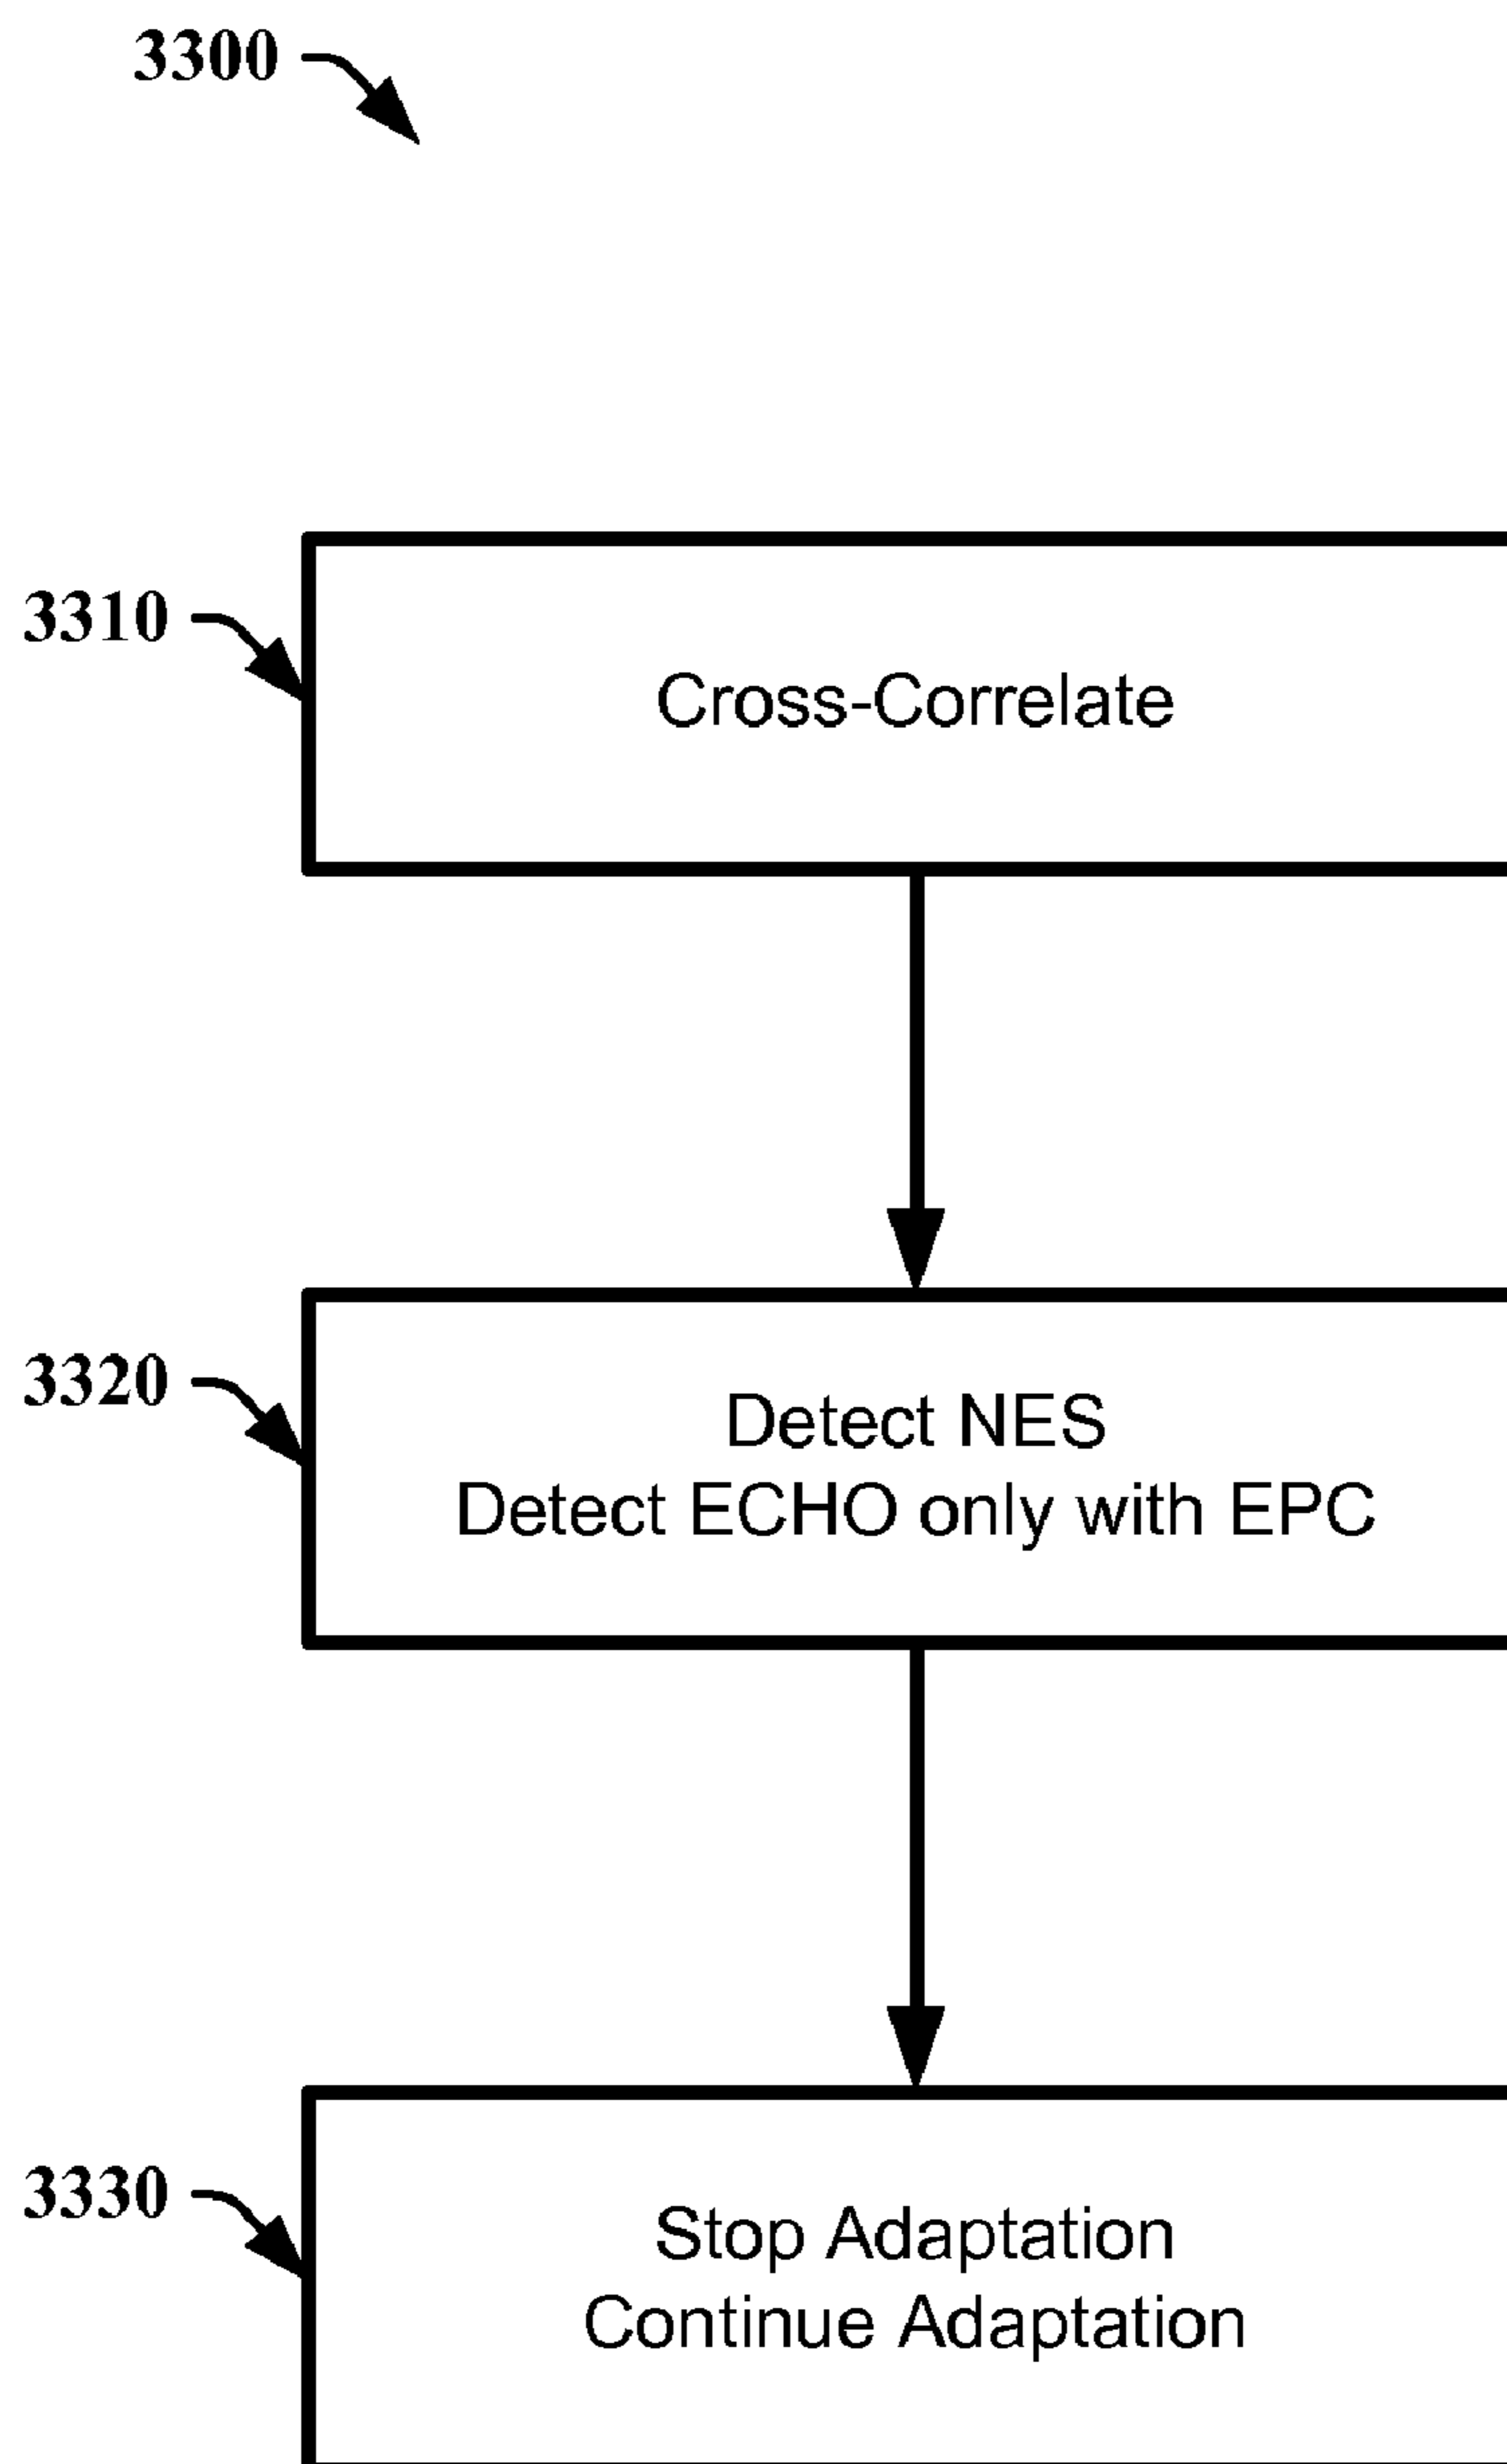 3300
3310
Cross-Correlate
3320
Detect NES
Detect ECHO only with EPC
3330
Stop Adaptation
Continue Adaptation